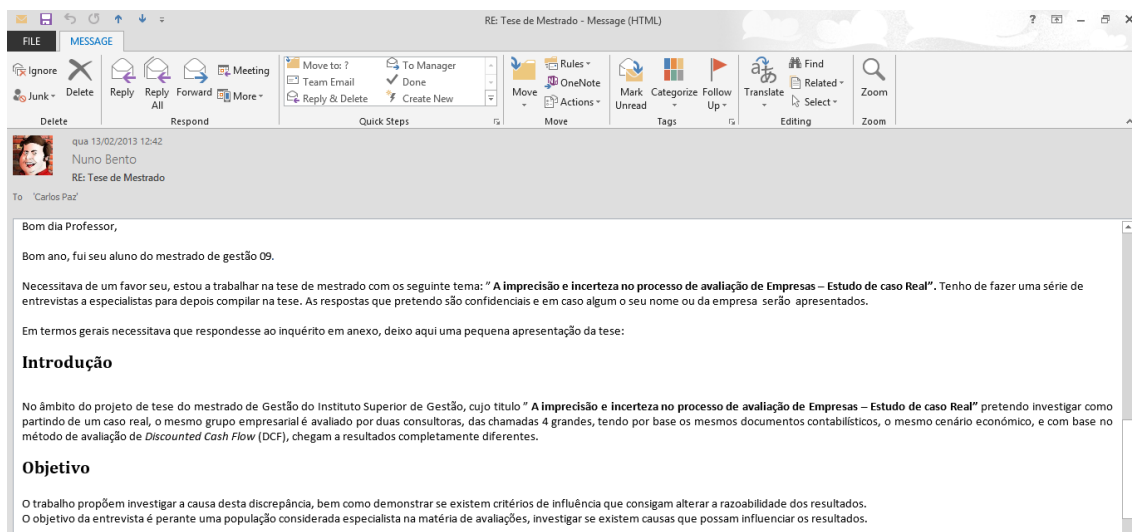 RE: Tese de Mestrado - Message (HTML)
FILE MESSAGE
Ignore
Junk
Delete
Reply
Reply All
Forward
Meeting
More
Move to: ?
Team Email
Reply & Delete
To Manager
Done
Create New
Move
Rules
OneNote
Actions
Mark Unread
Categorize
Follow Up
Translate
Find
Related
Select
Zoom
Delete Respond Quick Steps Move Tags Editing Zoom
qua 13/02/2013 12:42
Nuno Bento
RE: Tese de Mestrado
To 'Carlos Paz'
Bom dia Professor,
Bom ano, fui seu aluno do mestrado de gestão 09.
Necessitava de um favor seu, estou a trabalhar na tese de mestrado com os seguinte tema: " A imprecisão e incerteza no processo de avaliação de Empresas – Estudo de caso Real". Tenho de fazer uma série de
entrevistas a especialistas para depois compilar na tese. As respostas que pretendo são confidenciais e em caso algum o seu nome ou da empresa serão apresentados.
Em termos gerais necessitava que respondesse ao inquérito em anexo, deixo aqui uma pequena apresentação da tese:
Introdução
No âmbito do projeto de tese do mestrado de Gestão do Instituto Superior de Gestão, cujo titulo " A imprecisão e incerteza no processo de avaliação de Empresas – Estudo de caso Real" pretendo investigar como
partindo de um caso real, o mesmo grupo empresarial é avaliado por duas consultoras, das chamadas 4 grandes, tendo por base os mesmos documentos contabilísticos, o mesmo cenário económico, e com base no
método de avaliação de Discounted Cash Flow (DCF), chegam a resultados completamente diferentes.
Objetivo
O trabalho propõem investigar a causa desta discrepância, bem como demonstrar se existem critérios de influência que consigam alterar a razoabilidade dos resultados.
O objetivo da entrevista é perante uma população considerada especialista na matéria de avaliações, investigar se existem causas que possam influenciar os resultados.